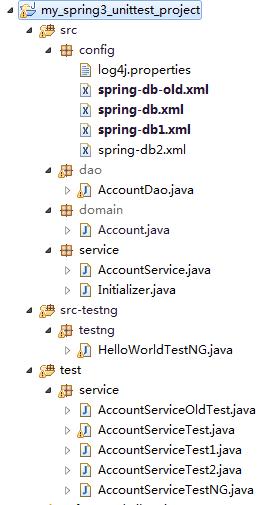 my_spring3_unittest_project
src
config
log4j.properties
spring-db-old.xml
spring-db.xml
spring-db1.xml
spring-db2.xml
dao
AccountDao.java
domain
Account.java
service
AccountService.java
Initializer.java
src-testng
testng
HelloWorldTestNG.java
test
service
AccountServiceOldTest.java
AccountServiceTest.java
AccountServiceTest1.java
AccountServiceTest2.java
AccountServiceTestNG.java